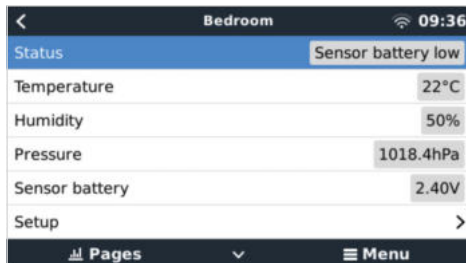 Bedroom 09:36
Status Sensor battery low
Temperature 22°C
Humidity 50%
Pressure 1018.4hPa
Sensor battery 2.40V
Setup
Pages Menu